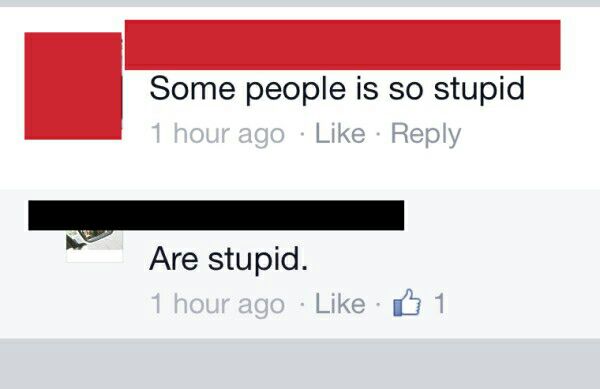 Some people is so stupid
1 hour ago · Like · Reply
Are stupid.
1 hour ago · Like · 1